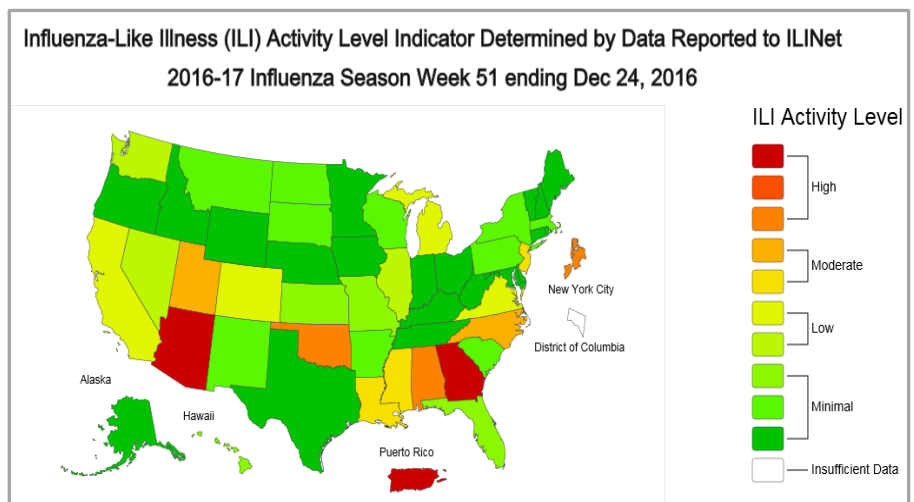 Influenza-Like Illness (ILI) Activity Level Indicator Determined by Data Reported to ILINet
2016-17 Influenza Season Week 51 ending Dec 24, 2016
ILI Activity Level
High
Moderate
Low
Minimal
Insufficient Data
New York City
District of Columbia
Alaska
Hawaii
Puerto Rico